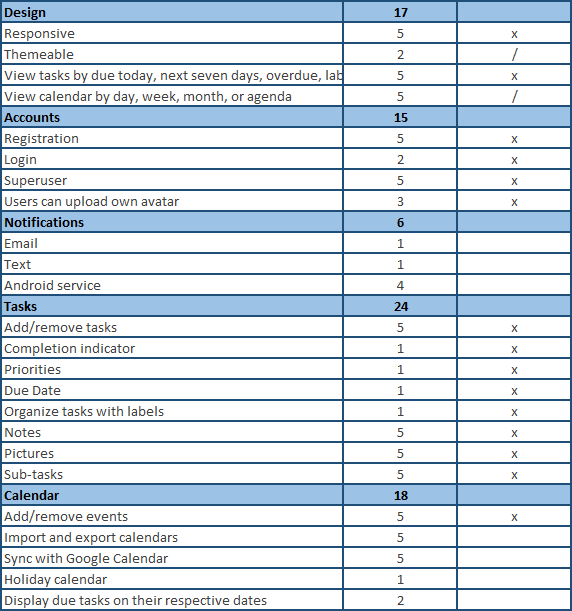 Design 17
Responsive 5 x
Themeable 2 /
View tasks by due today, next seven days, overdue, lab 5 x
View calendar by day, week, month, or agenda 5 /
Accounts 15
Registration 5 x
Login 2 x
Superuser 5 x
Users can upload own avatar 3 x
Notifications 6
Email 1
Text 1
Android service 4
Tasks 24
Add/remove tasks 5 x
Completion indicator 1 x
Priorities 1 x
Due Date 1 x
Organize tasks with labels 1 x
Notes 5 x
Pictures 5 x
Sub-tasks 5 x
Calendar 18
Add/remove events 5 x
Import and export calendars 5
Sync with Google Calendar 5
Holiday calendar 1
Display due tasks on their respective dates 2